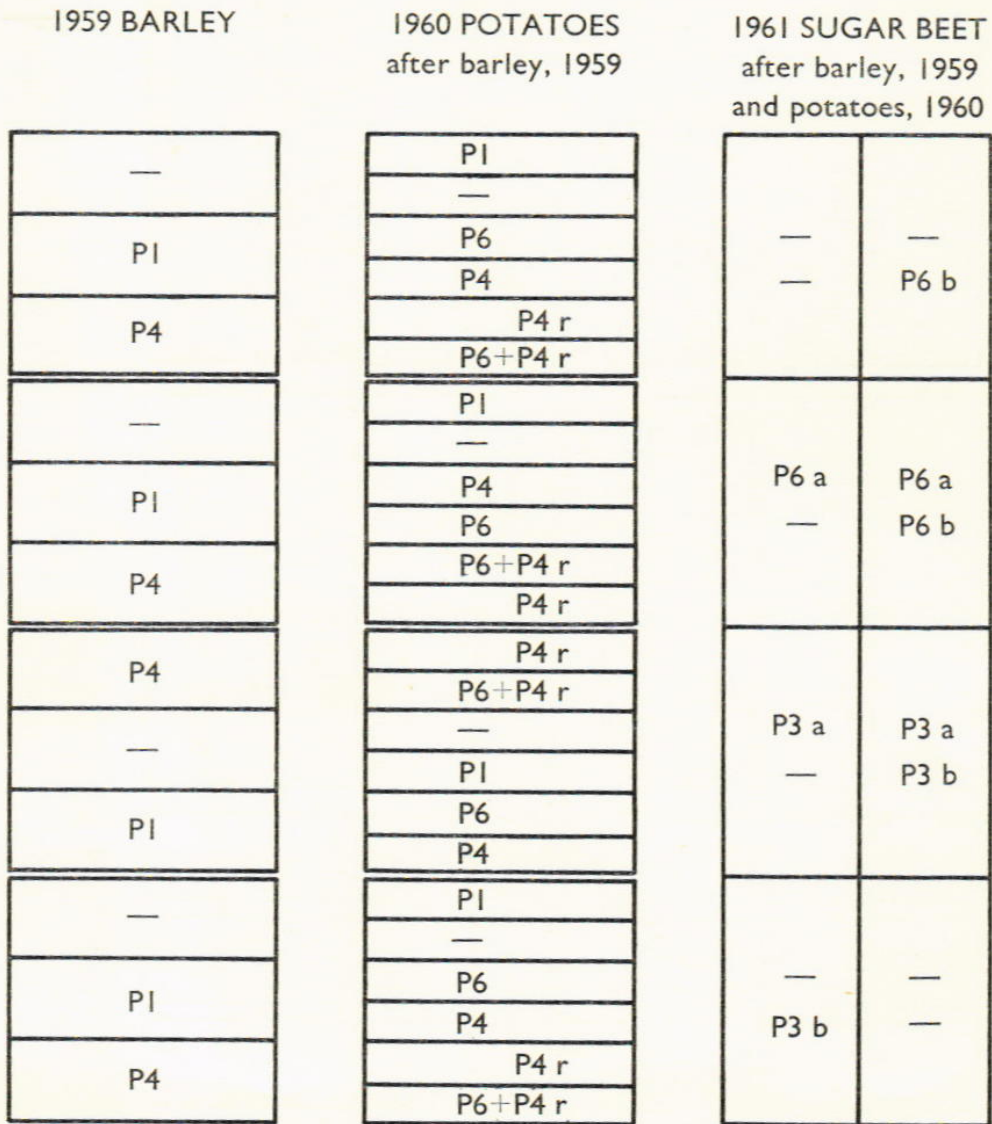 1959 BARLEY
1960 POTATOES
after barley, 1959
1961 SUGAR BEET
after barley, 1959
and potatoes, 1960
—
P1
P4
—
P1
P4
P4
—
P1
—
P1
P4
P1
—
P6
P4
P4 r
P6+P4 r
P1
—
P4
P6
P6+P4 r
P4 r
P4 r
P6+P4 r
—
P1
P6
P4
P1
—
P6
P4
P4 r
P6+P4 r
— —
— P6 b
P6 a P6 a
— P6 b
P3 a P3 a
— P3 b
— —
P3 b —